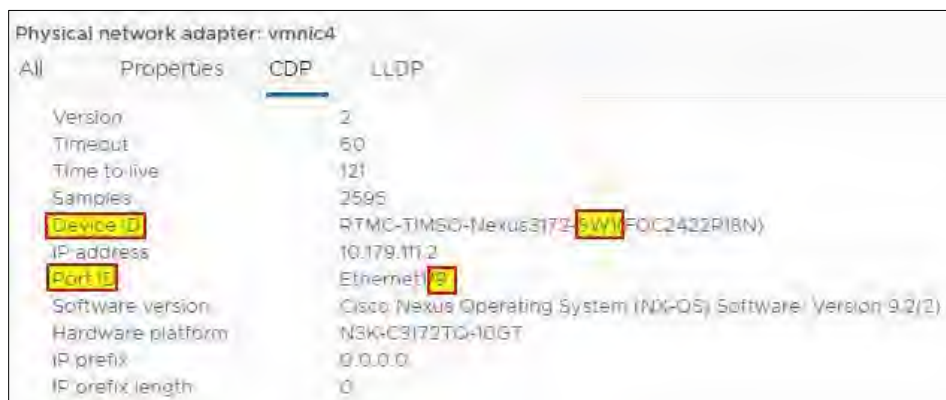 Physical network adapter: vmnic4
All Properties CDP LLDP
Version 2
Timeout 60
Time to live 121
Samples 2595
Device ID RTMC-TIMSO-Nexus3172-SW1(FOC2422R18N)
IP address 10.179.111.2
Port ID Ethernet1/9
Software version Cisco Nexus Operating System (NX-OS) Software, Version 9.2(2)
Hardware platform N3K-C3172TQ-10GT
IP prefix 0.0.0.0
IP prefix length 0